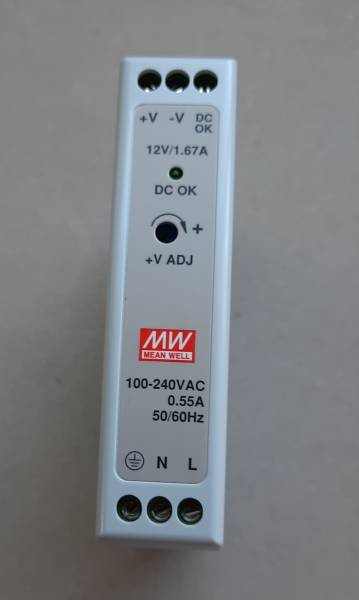 +V -V DC
OK
12V/1.67A
DC OK
+
+V ADJ
MW
MEAN WELL
100-240VAC
0.55A
50/60Hz
N L